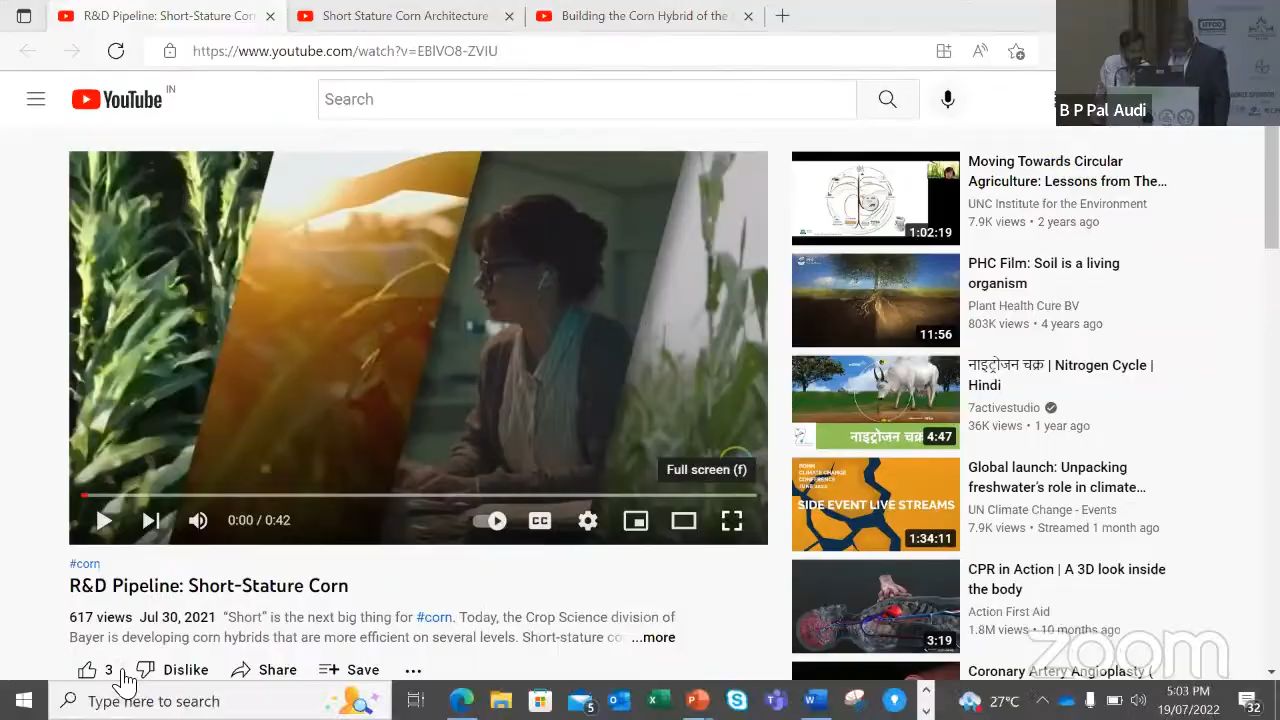 R&D Pipeline: Short-Stature Corn
Short Stature Corn Architecture
Building the Corn Hybrid of the
https://www.youtube.com/watch?v=EBIVO8-ZVIU
YouTube IN
Search
IFFCO
B P Pal Audi
Full screen (f)
0:00 / 0:42
CC
#corn
R&D Pipeline: Short-Stature Corn
617 views Jul 30, 2021 “Short” is the next big thing for #corn. Today, the Crop Science division of
Bayer is developing corn hybrids that are more efficient on several levels. Short-stature co ...more
3 Dislike Share Save ...
1:02:19
Moving Towards Circular
Agriculture: Lessons from The...
UNC Institute for the Environment
7.9K views • 2 years ago
11:56
PHC Film: Soil is a living
organism
Plant Health Cure BV
803K views • 4 years ago
नाइट्रोजन चक्र
4:47
नाइट्रोजन चक्र | Nitrogen Cycle |
Hindi
7activestudio
36K views • 1 year ago
BONN
CLIMATE CHANGE
CONFERENCE
JUNE 2022
SIDE EVENT LIVE STREAMS
1:34:11
Global launch: Unpacking
freshwater’s role in climate...
UN Climate Change - Events
7.9K views • Streamed 1 month ago
3:19
CPR in Action | A 3D look inside
the body
Action First Aid
1.8M views • 10 months ago
Coronary Artery Angioplasty (
zoom
Type here to search
5
27°C
5:03 PM
19/07/2022
32